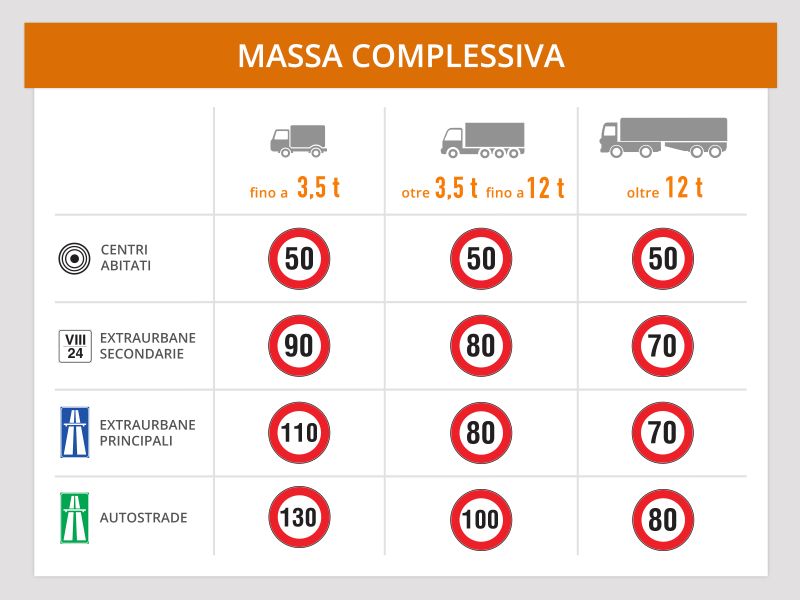 MASSA COMPLESSIVA
fino a 3,5 t
otre 3,5 t fino a 12 t
oltre 12 t
CENTRI
ABITATI
50
50
50
VIII
24
EXTRAURBANE
SECONDARIE
90
80
70
EXTRAURBANE
PRINCIPALI
110
80
70
AUTOSTRADE
130
100
80